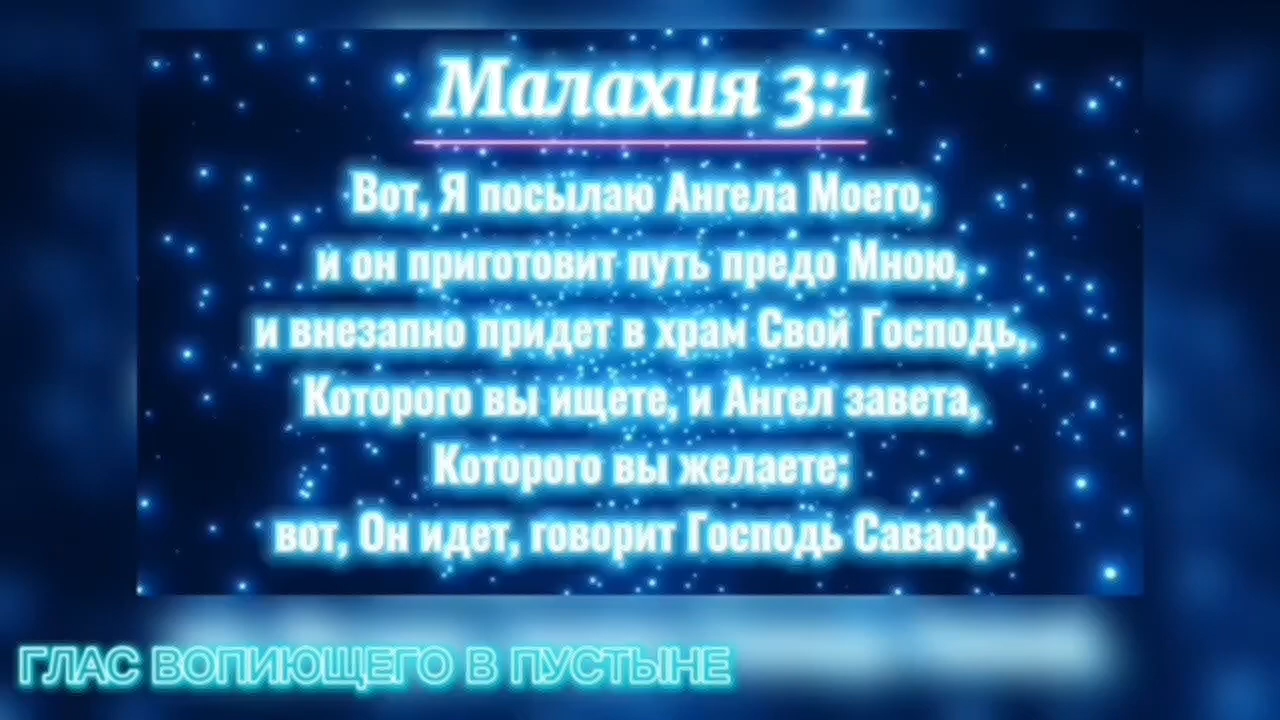 Малахия 3:1
Вот, Я посылаю Ангела Моего,
и он приготовит путь предо Мною,
и внезапно придет в храм Свой Господь,
Которого вы ищете, и Ангел завета,
Которого вы желаете;
вот, Он идет, говорит Господь Саваоф.
ГЛАС ВОПИЮЩЕГО В ПУСТЫНЕ